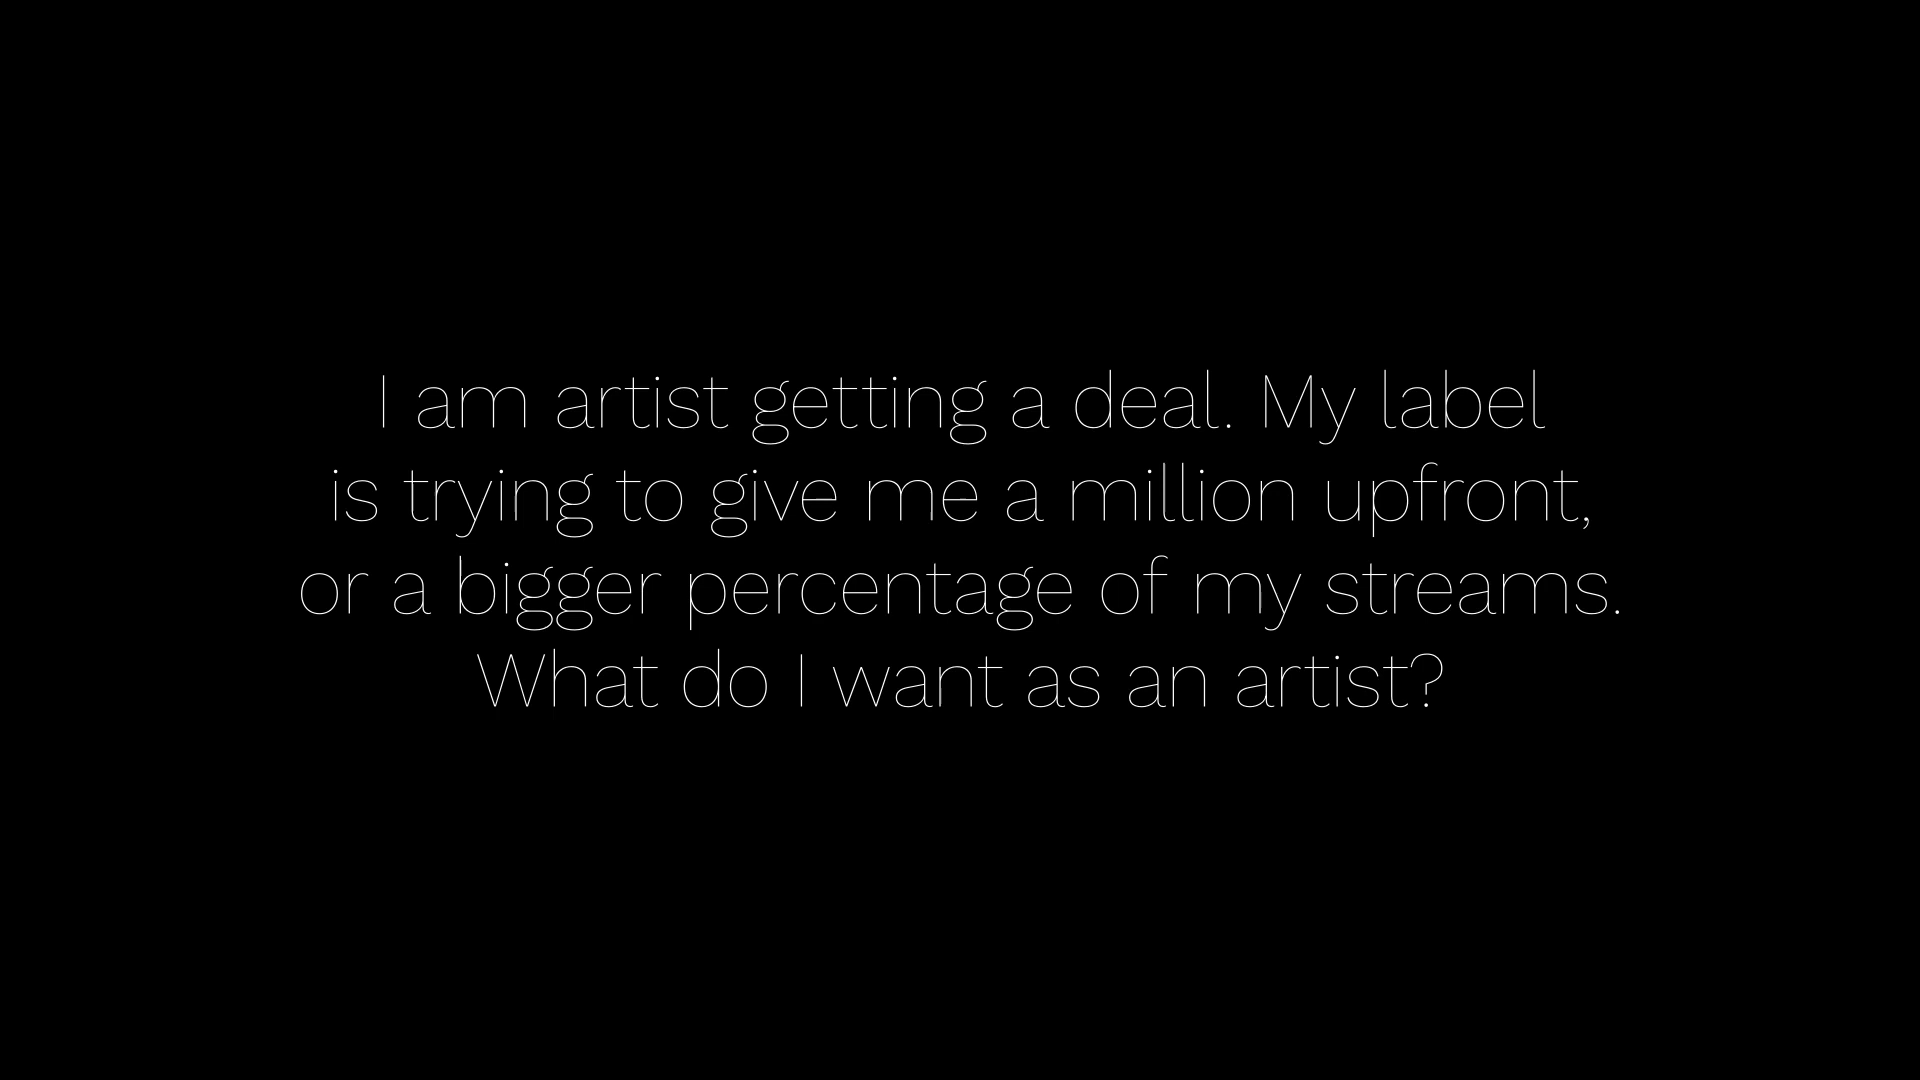 I am artist getting a deal. My label
is trying to give me a million upfront,
or a bigger percentage of my streams.
What do I want as an artist?